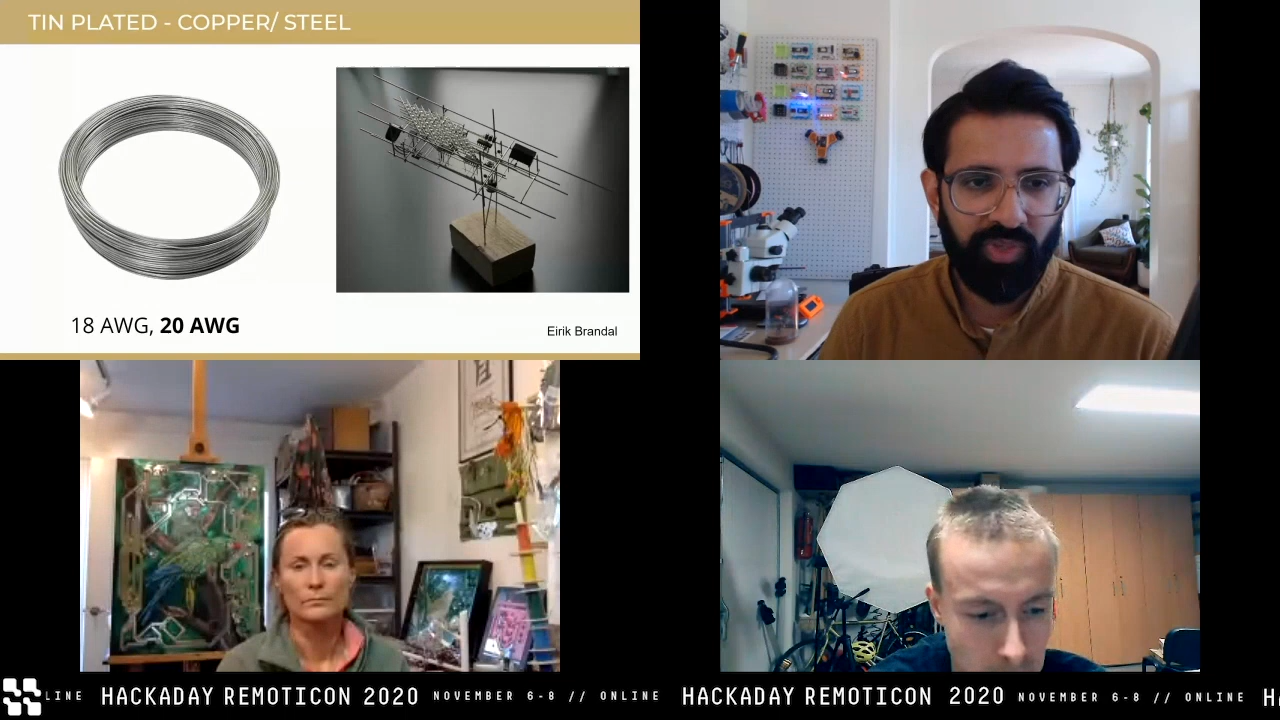 TIN PLATED - COPPER/ STEEL
18 AWG, 20 AWG
Eirik Brandal
LINE HACKADAY REMOTICON 2020 NOVEMBER 6-8 // ONLINE HACKADAY REMOTICON 2020 NOVEMBER 6-8 // ONLINE H